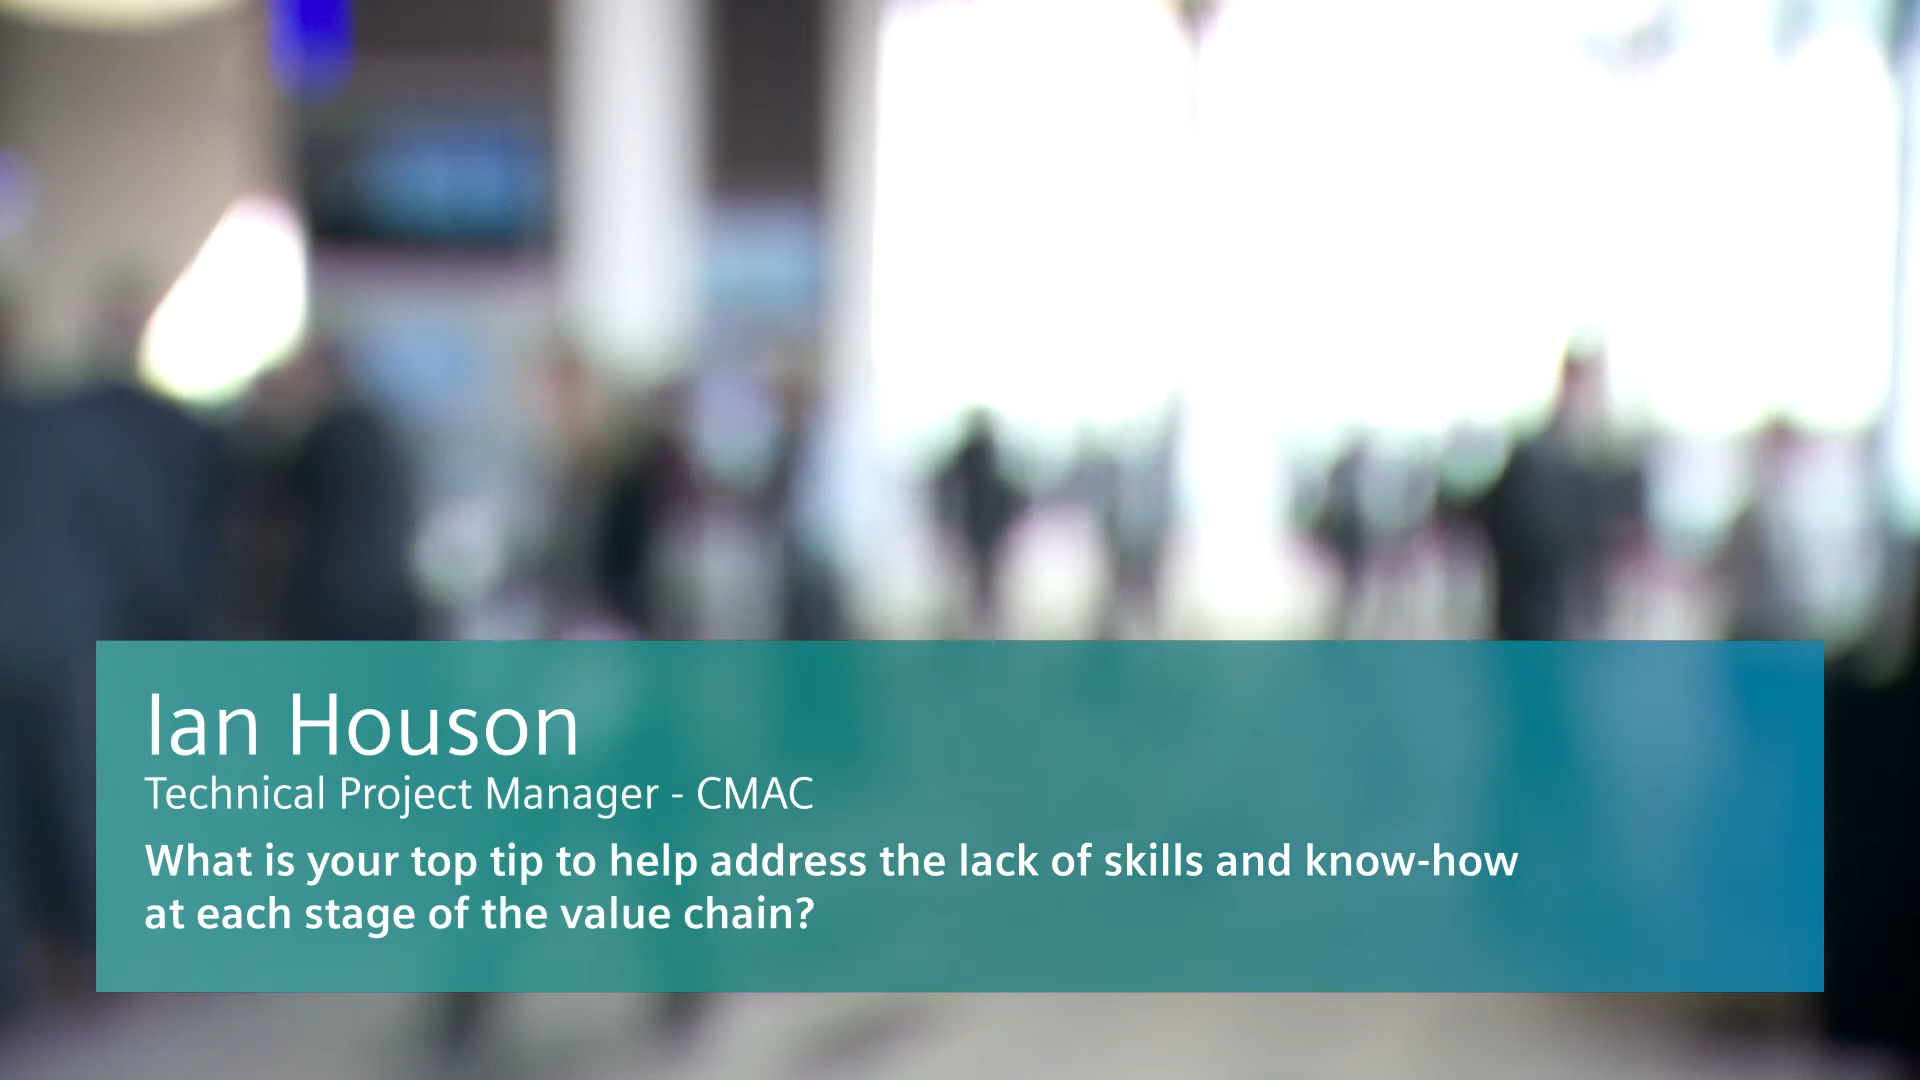 Ian Houson
Technical Project Manager - CMAC
What is your top tip to help address the lack of skills and know-how
at each stage of the value chain?